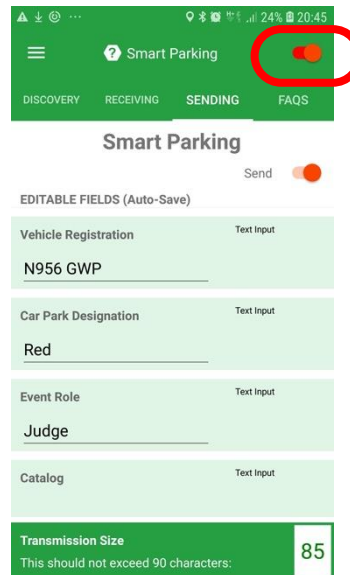 24% 20:45
? Smart Parking
DISCOVERY RECEIVING SENDING FAQS
Smart Parking
Send
EDITABLE FIELDS (Auto-Save)
Vehicle Registration Text Input
N956 GWP
Car Park Designation Text Input
Red
Event Role Text Input
Judge
Catalog Text Input
Transmission Size
This should not exceed 90 characters: 85